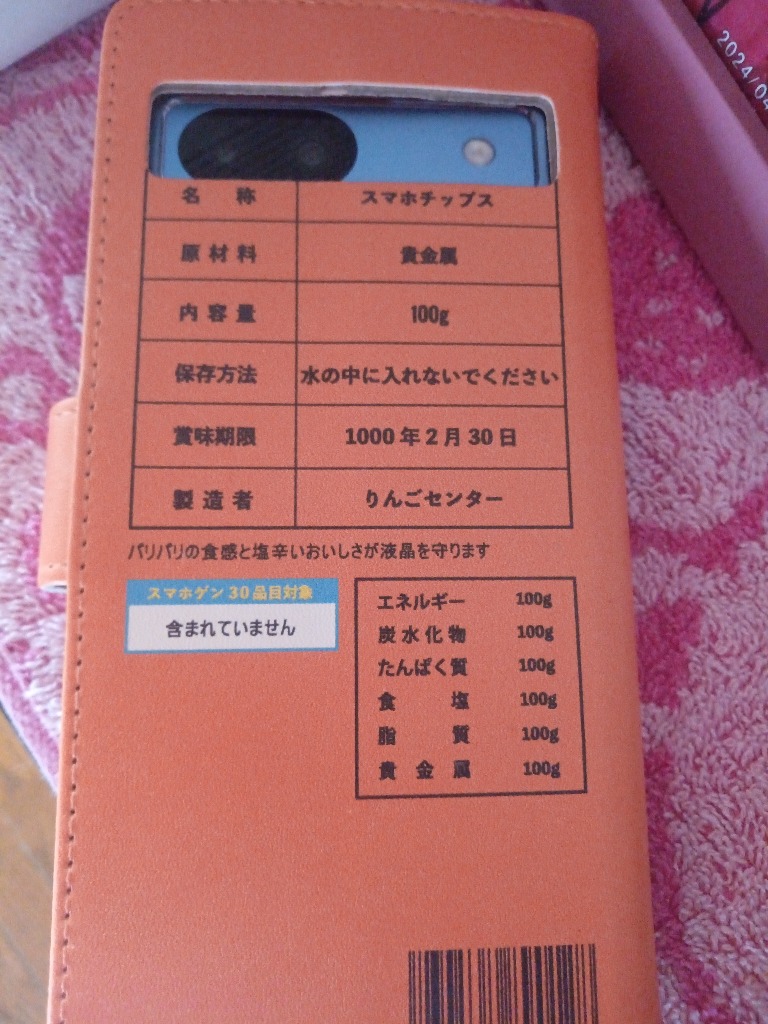 2024/04
名称 スマホチップス
原材料 貴金属
内容量 100g
保存方法 水の中に入れないでください
賞味期限 1000年2月30日
製造者 りんごセンター
パリパリの食感と塩辛いおいしさが液晶を守ります
スマホゲン30品目対象
含まれていません
エネルギー 100g
炭水化物 100g
たんぱく質 100g
食塩 100g
脂質 100g
貴金属 100g